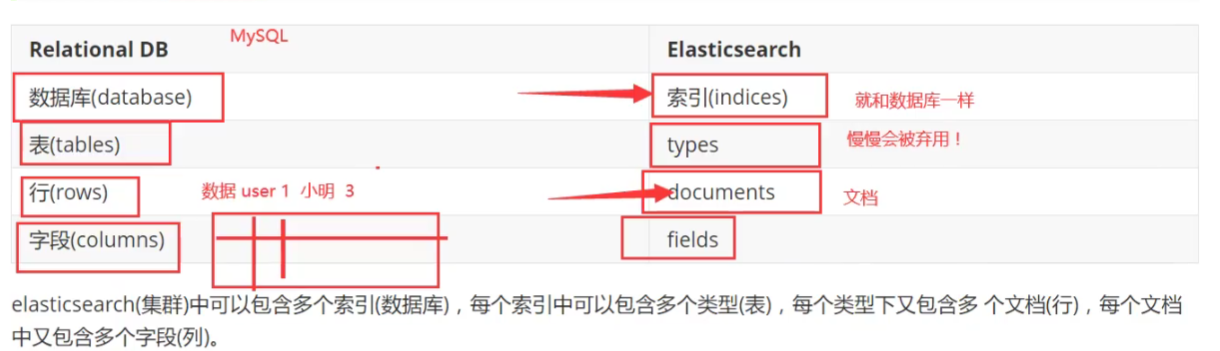 MySQL
Relational DB Elasticsearch
数据库(database) 索引(indices) 就和数据库一样
表(tables) types 慢慢会被弃用！
行(rows) 数据 user 1 小明 3 documents 文档
字段(columns) fields
elasticsearch(集群)中可以包含多个索引(数据库)，每个索引中可以包含多个类型(表)，每个类型下又包含多 个文档(行)，每个文档
中又包含多个字段(列)。